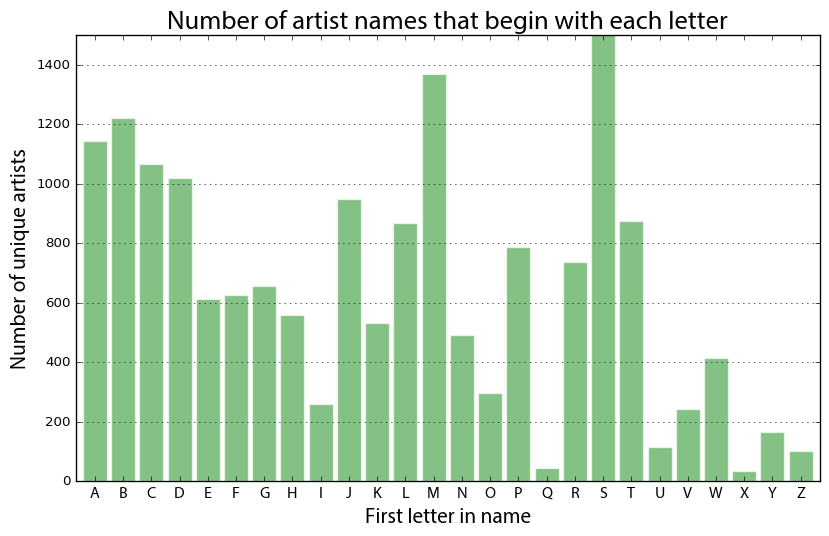 Number of artist names that begin with each letter
Number of unique artists
1400
1200
1000
800
600
400
200
0
A B C D E F G H I J K L M N O P Q R S T U V W X Y Z
First letter in name